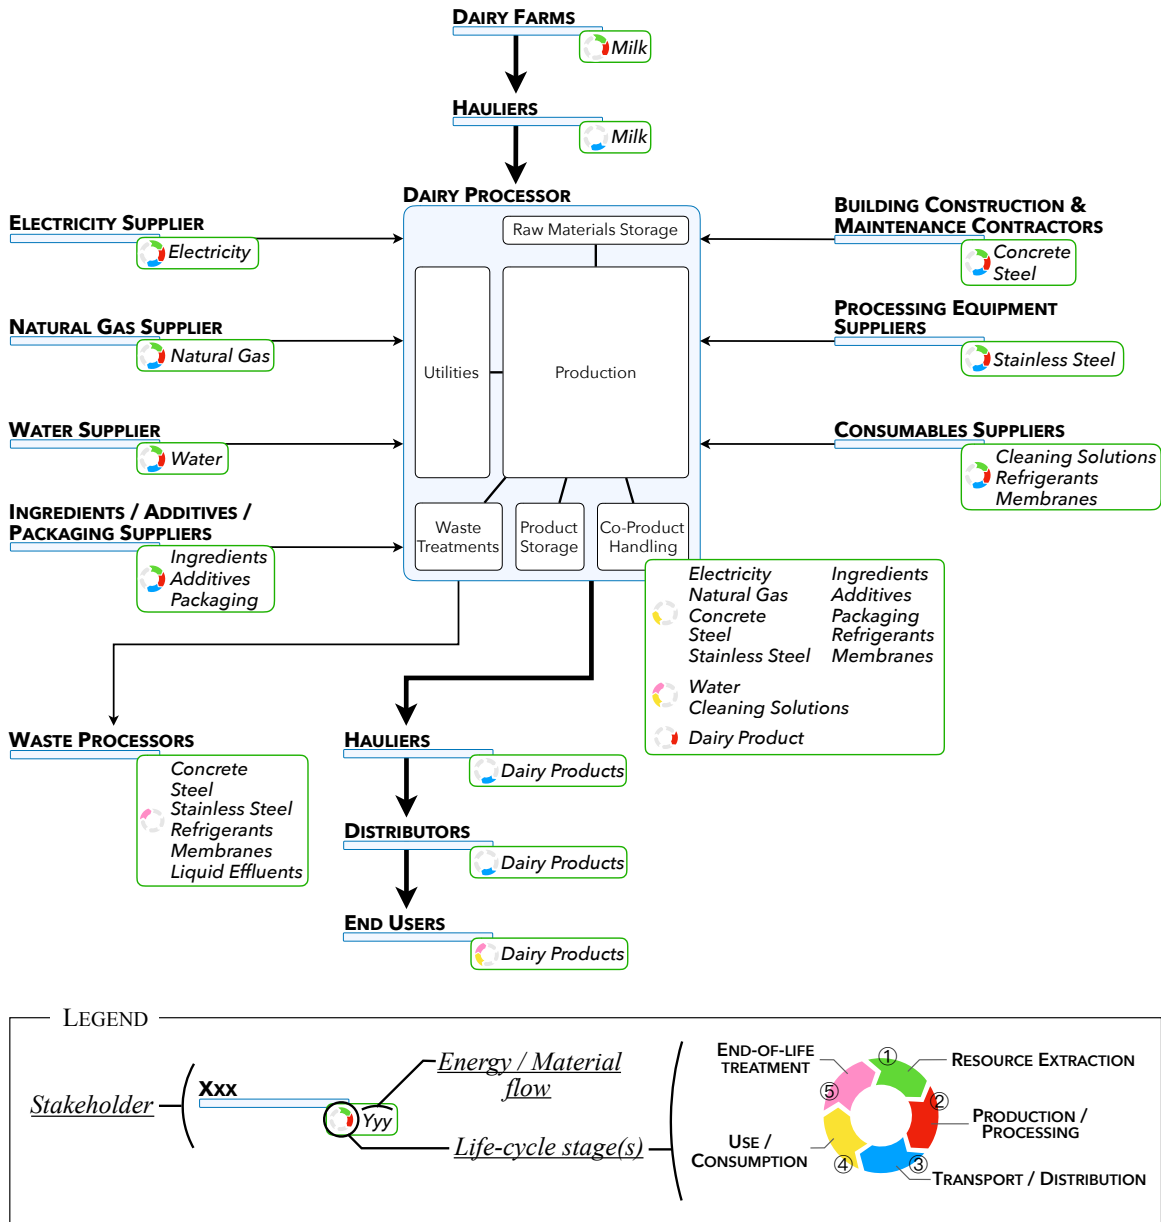 DAIRY FARMS
Milk
HAULIERS
Milk
DAIRY PROCESSOR
Raw Materials Storage
Utilities
Production
Waste
Treatments
Product
Storage
Co-Product
Handling
ELECTRICITY SUPPLIER
Electricity
NATURAL GAS SUPPLIER
Natural Gas
WATER SUPPLIER
Water
INGREDIENTS / ADDITIVES /
PACKAGING SUPPLIERS
Ingredients
Additives
Packaging
BUILDING CONSTRUCTION &
MAINTENANCE CONTRACTORS
Concrete
Steel
PROCESSING EQUIPMENT
SUPPLIERS
Stainless Steel
CONSUMABLES SUPPLIERS
Cleaning Solutions
Refrigerants
Membranes
Electricity
Natural Gas
Concrete
Steel
Stainless Steel
Ingredients
Additives
Packaging
Refrigerants
Membranes
Water
Cleaning Solutions
Dairy Product
WASTE PROCESSORS
Concrete
Steel
Stainless Steel
Refrigerants
Membranes
Liquid Effluents
HAULIERS
Dairy Products
DISTRIBUTORS
Dairy Products
END USERS
Dairy Products
LEGEND
Stakeholder
Xxx
Yyy
Energy / Material
flow
Life-cycle stage(s)
① RESOURCE EXTRACTION
② PRODUCTION /
PROCESSING
③ TRANSPORT / DISTRIBUTION
④ USE /
CONSUMPTION
⑤ END-OF-LIFE
TREATMENT